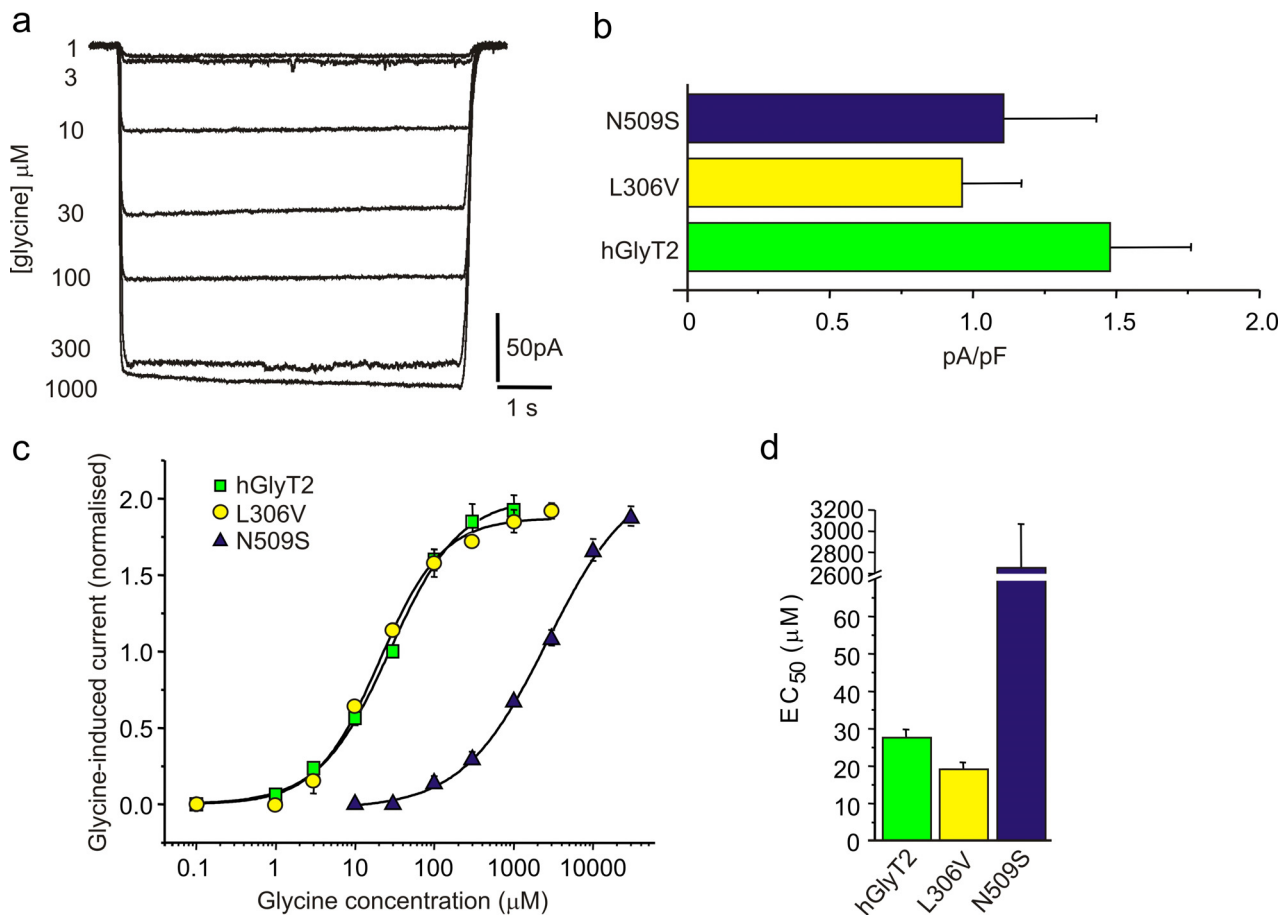 a
1
3
10
30
100
300
1000
[glycine] μM
50pA
1 s
b
N509S
L306V
hGlyT2
0 0.5 1.0 1.5 2.0
pA/pF
c
hGlyT2
L306V
N509S
2.0
1.5
1.0
0.5
0.0
Glycine-induced current (normalised)
0.1 1 10 100 1000 10000
Glycine concentration (μM)
d
3200
3000
2800
2600
60
50
40
30
20
10
0
EC50 (μM)
hGlyT2
L306V
N509S